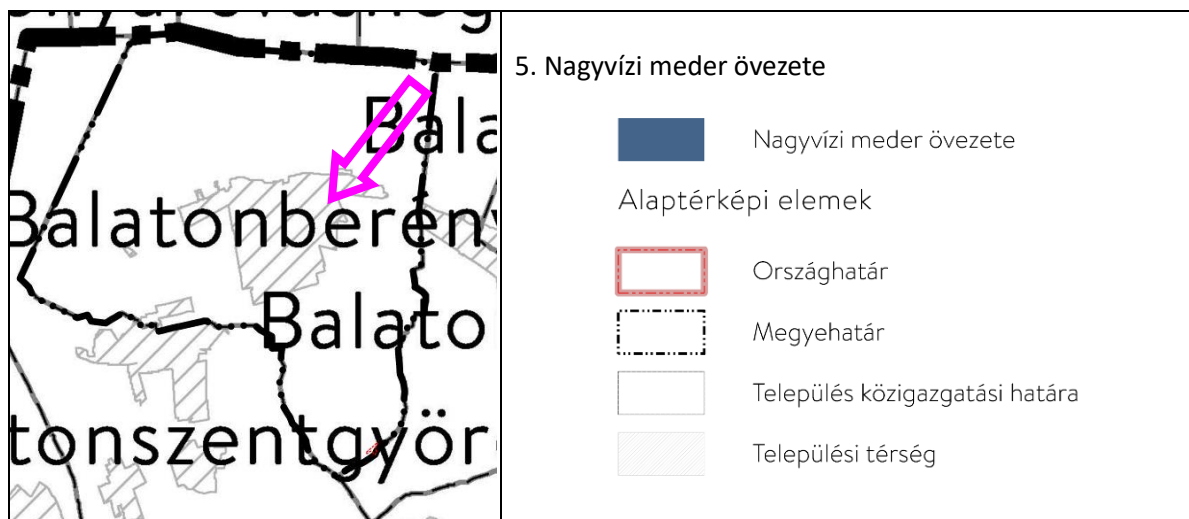 Bala
Balatonberény
Balato
tonszentgyör
5. Nagyvízi meder övezete
Nagyvízi meder övezete
Alaptérképi elemek
Országhatár
Megyehatár
Település közigazgatási határa
Települési térség